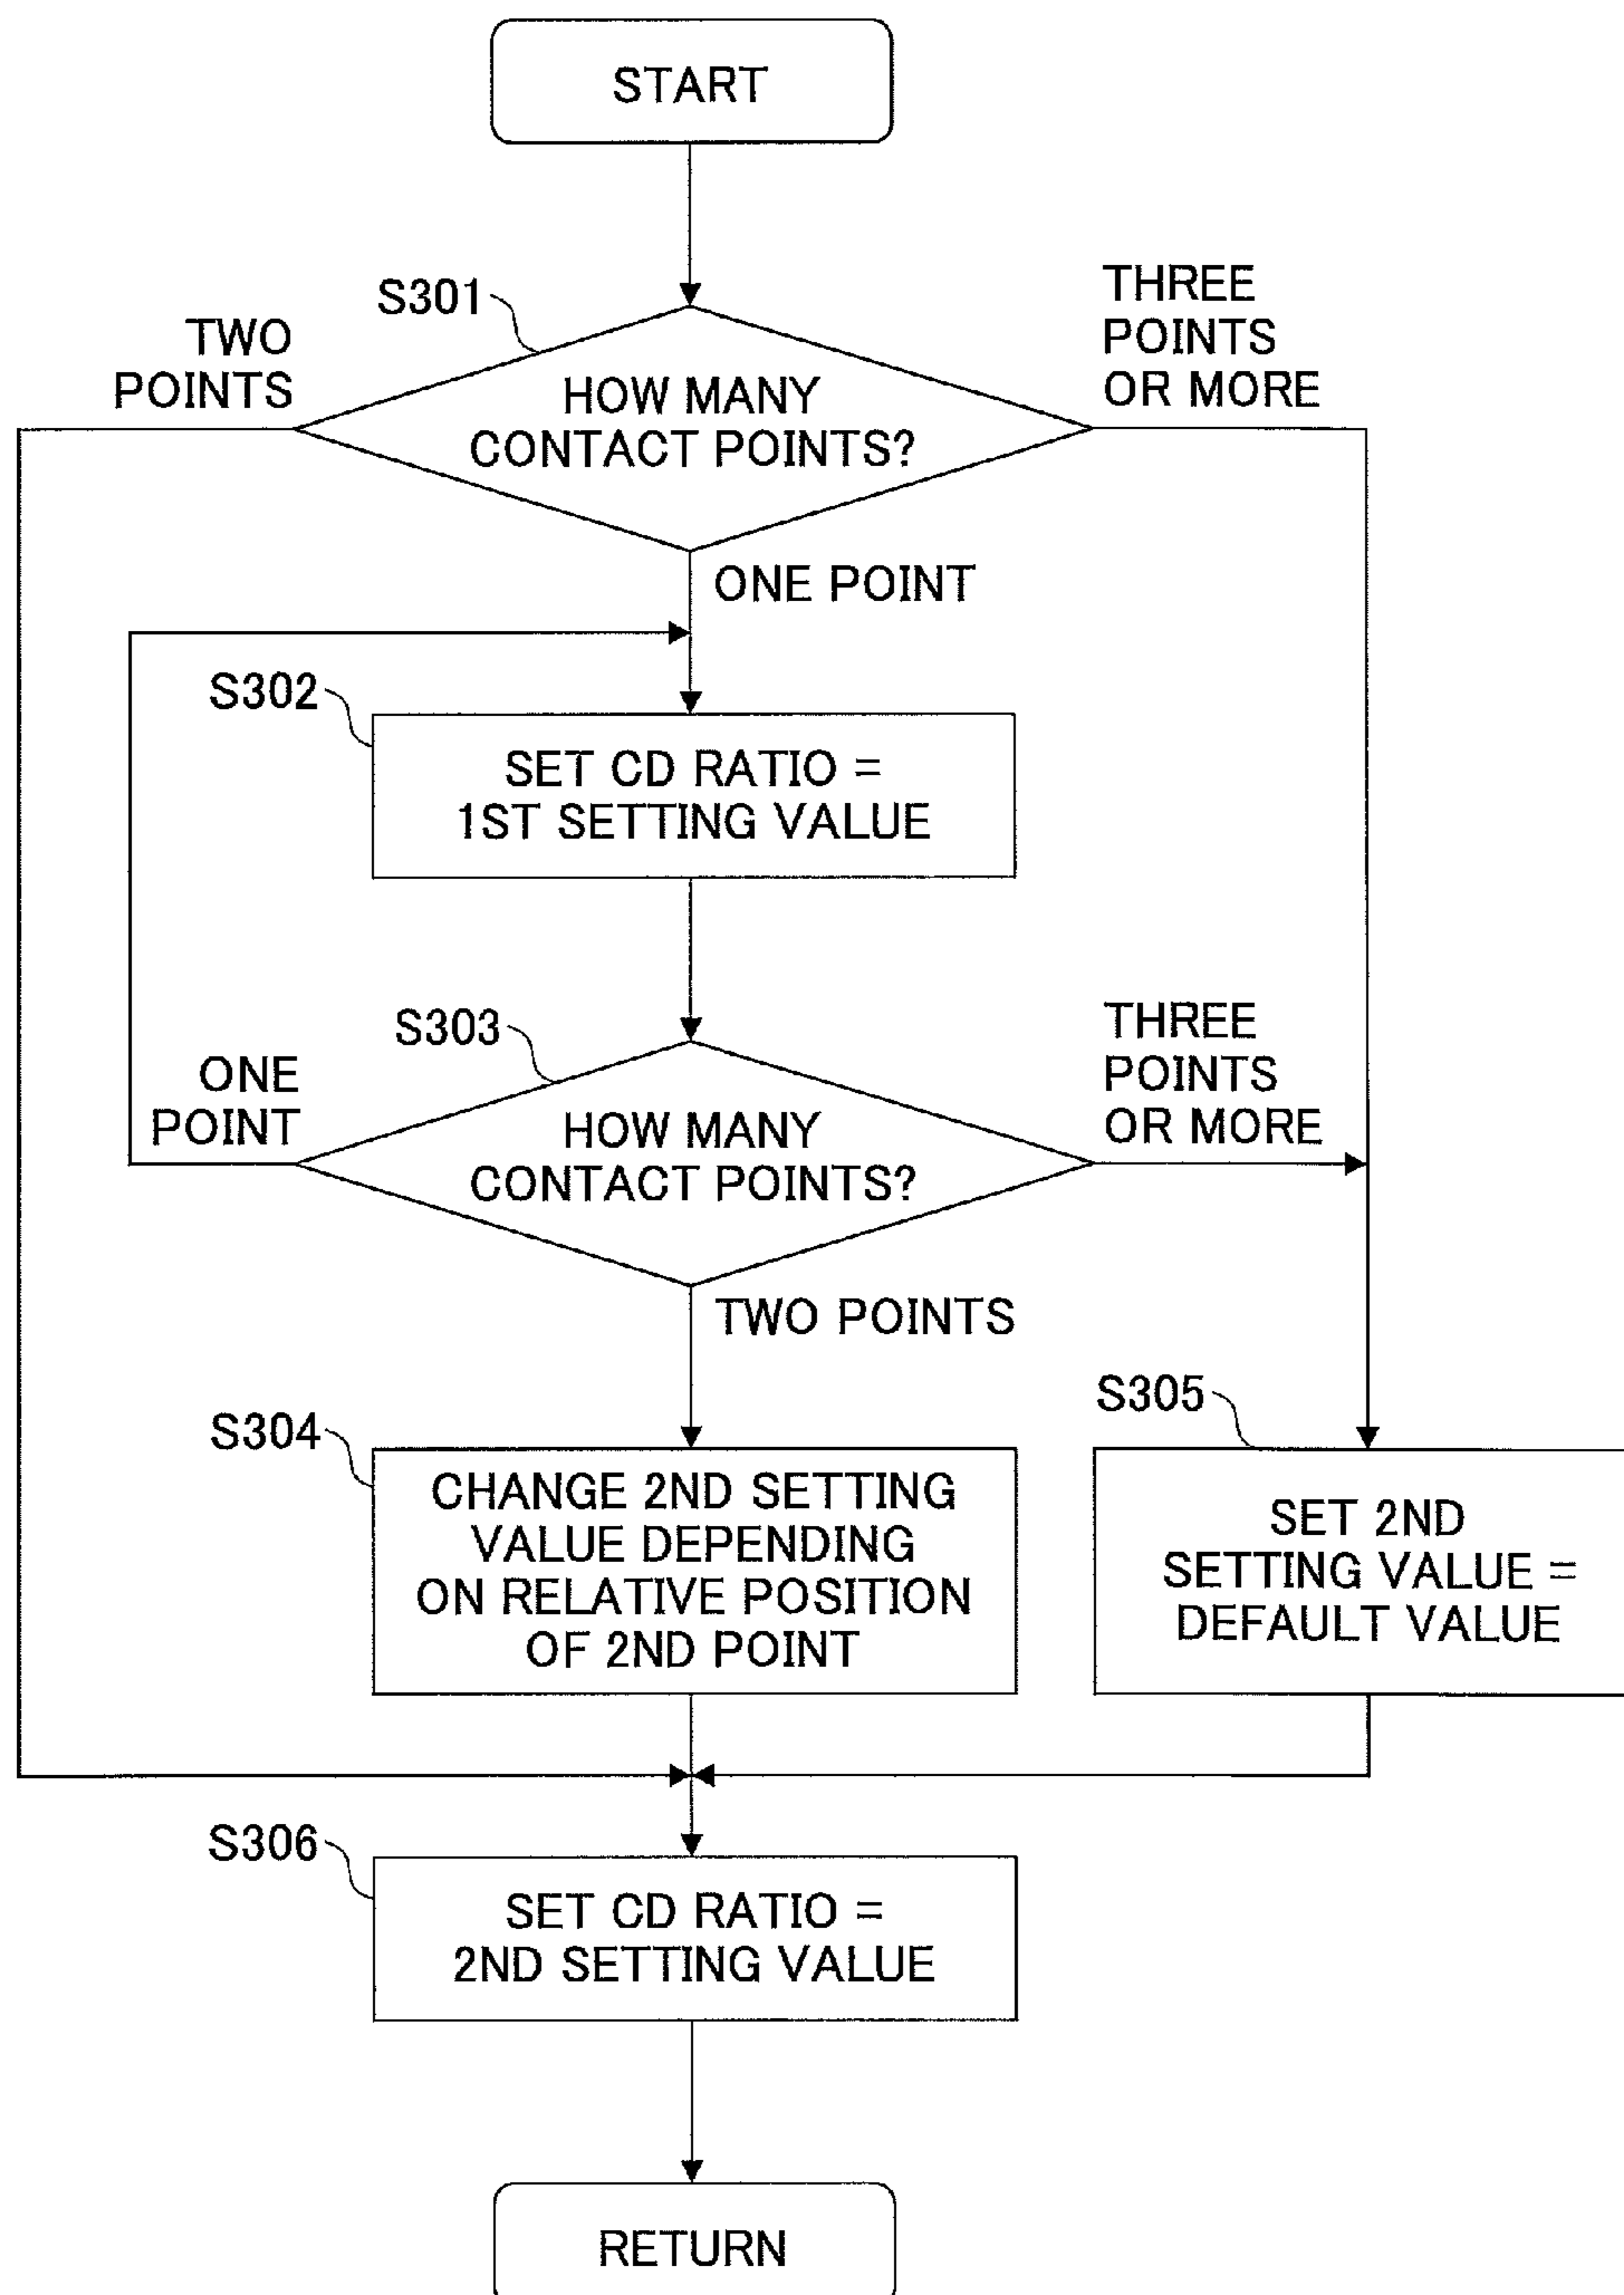 START
S301
TWO
POINTS
THREE
POINTS
OR MORE
HOW MANY
CONTACT POINTS?
ONE POINT
S302
SET CD RATIO =
1ST SETTING VALUE
S303
ONE
POINT
THREE
POINTS
OR MORE
HOW MANY
CONTACT POINTS?
TWO POINTS
S304
CHANGE 2ND SETTING
VALUE DEPENDING
ON RELATIVE POSITION
OF 2ND POINT
S305
SET 2ND
SETTING VALUE =
DEFAULT VALUE
S306
SET CD RATIO =
2ND SETTING VALUE
RETURN